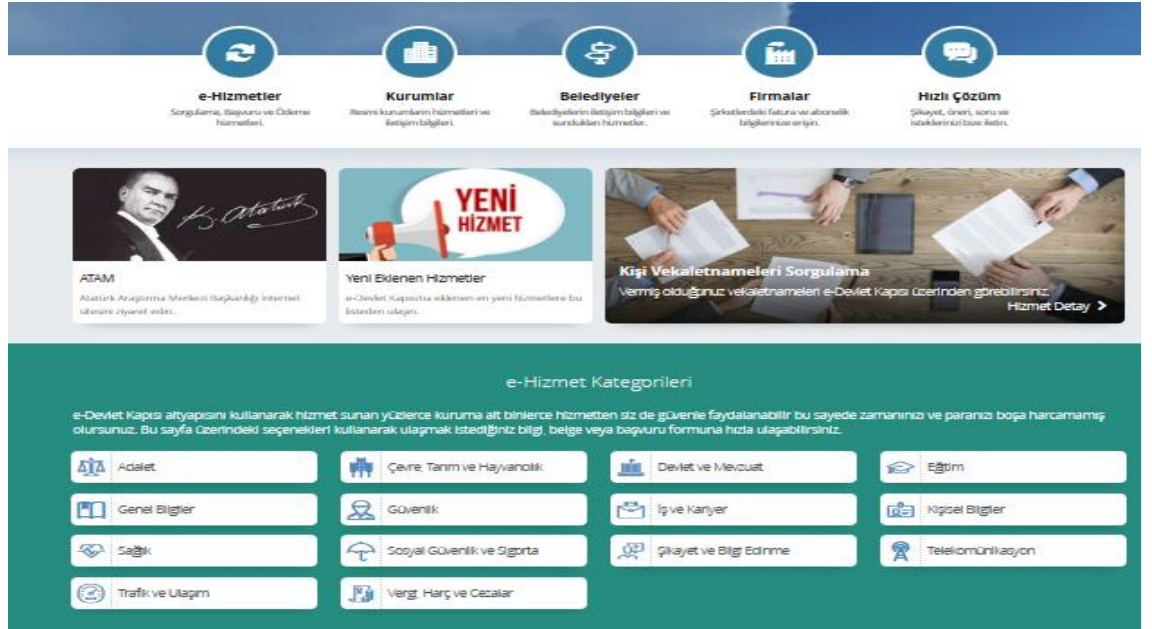 e-Hizmetler
Sorgulama, Başvuru ve Ödeme
hizmetleri.
Kurumlar
Resmi kurumların hizmetleri ve
iletişim bilgileri.
Belediyeler
Belediyelerin iletişim bilgileri ve
sundukları hizmetler.
Firmalar
Şirketlerdeki fatura ve abonelik
bilgilerinize erişin.
Hızlı Çözüm
Şikayet, öneri, soru ve
isteklerinizi bize iletin.
K. Atatürk
ATAM
Atatürk Araştırma Merkezi Başkanlığı internet
sitesini ziyaret edin.
YENİ
HİZMET
Yeni Eklenen Hizmetler
e-Devlet Kapısı'na eklenen en yeni hizmetlere bu
listeden ulaşın.
Kişi Vekaletnameleri Sorgulama
Vermiş olduğunuz vekaletnameleri e-Devlet Kapısı üzerinden görebilirsiniz.
Hizmet Detay >
e-Hizmet Kategorileri
e-Devlet Kapısı altyapısını kullanarak hizmet sunan yüzlerce kuruma ait binlerce hizmetten siz de güvenle faydalanabilir bu sayede zamanınızı ve paranızı boşa harcamamış
olursunuz. Bu sayfa üzerindeki seçenekleri kullanarak ulaşmak istediğiniz bilgi, belge veya başvuru formuna hızla ulaşabilirsiniz.
Adalet
Çevre, Tarım ve Hayvancılık
Devlet ve Mevzuat
Eğitim
Genel Bilgiler
Güvenlik
İş ve Kariyer
Kişisel Bilgiler
Sağlık
Sosyal Güvenlik ve Sigorta
Şikayet ve Bilgi Edinme
Telekomünikasyon
Trafik ve Ulaşım
Vergi, Harç ve Cezalar